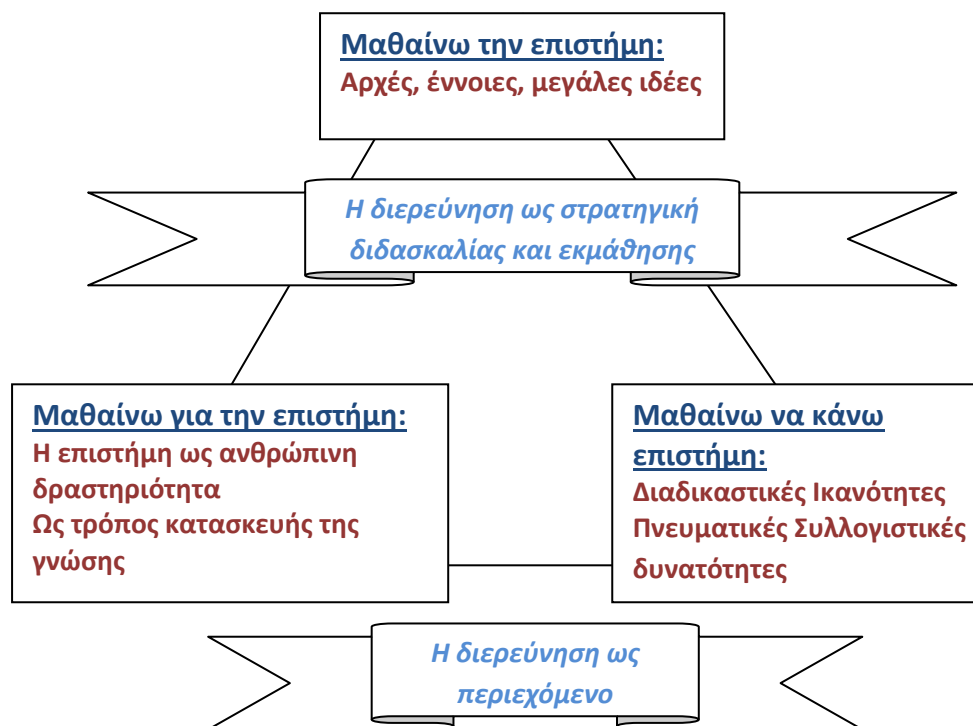 Μαθαίνω την επιστήμη:
Αρχές, έννοιες, μεγάλες ιδέες
Η διερεύνηση ως στρατηγική
διδασκαλίας και εκμάθησης
Μαθαίνω για την επιστήμη:
Η επιστήμη ως ανθρώπινη
δραστηριότητα
Ως τρόπος κατασκευής της
γνώσης
Μαθαίνω να κάνω
επιστήμη:
Διαδικαστικές Ικανότητες
Πνευματικές Συλλογιστικές
δυνατότητες
Η διερεύνηση ως
περιεχόμενο